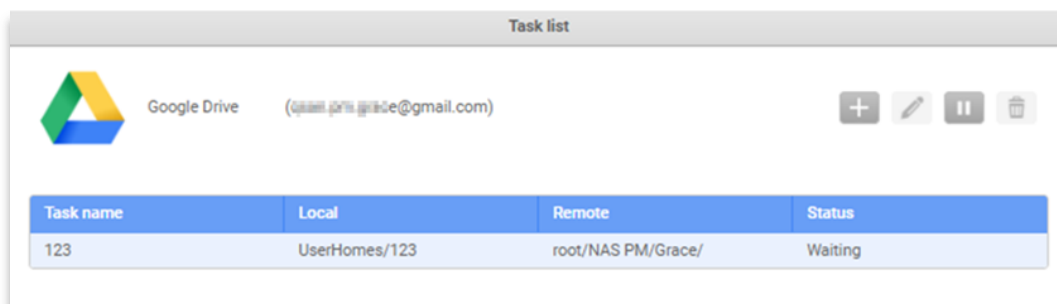 Task list
Google Drive (e@gmail.com)
Task name Local Remote Status
123 UserHomes/123 root/NAS PM/Grace/ Waiting